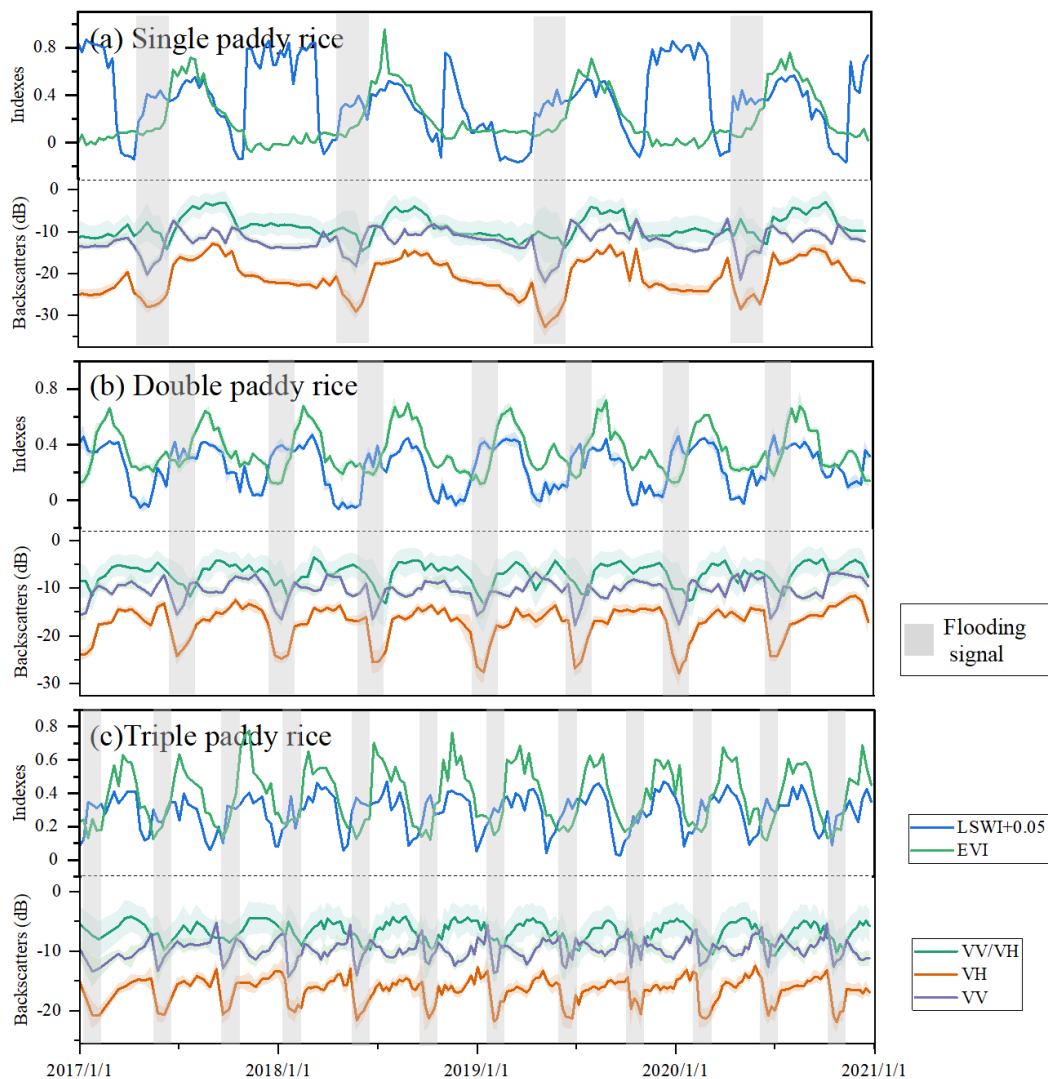 (a) Single paddy rice
0.8
0.4
0
Indexes
0
-10
-20
-30
Backscatters (dB)
(b) Double paddy rice
0.8
0.4
0
Indexes
0
-10
-20
-30
Backscatters (dB)
Flooding
signal
(c)Triple paddy rice
0.8
0.6
0.4
0.2
0
Indexes
LSWI+0.05
EVI
0
-10
-20
Backscatters (dB)
VV/VH
VH
VV
2017/1/1 2018/1/1 2019/1/1 2020/1/1 2021/1/1